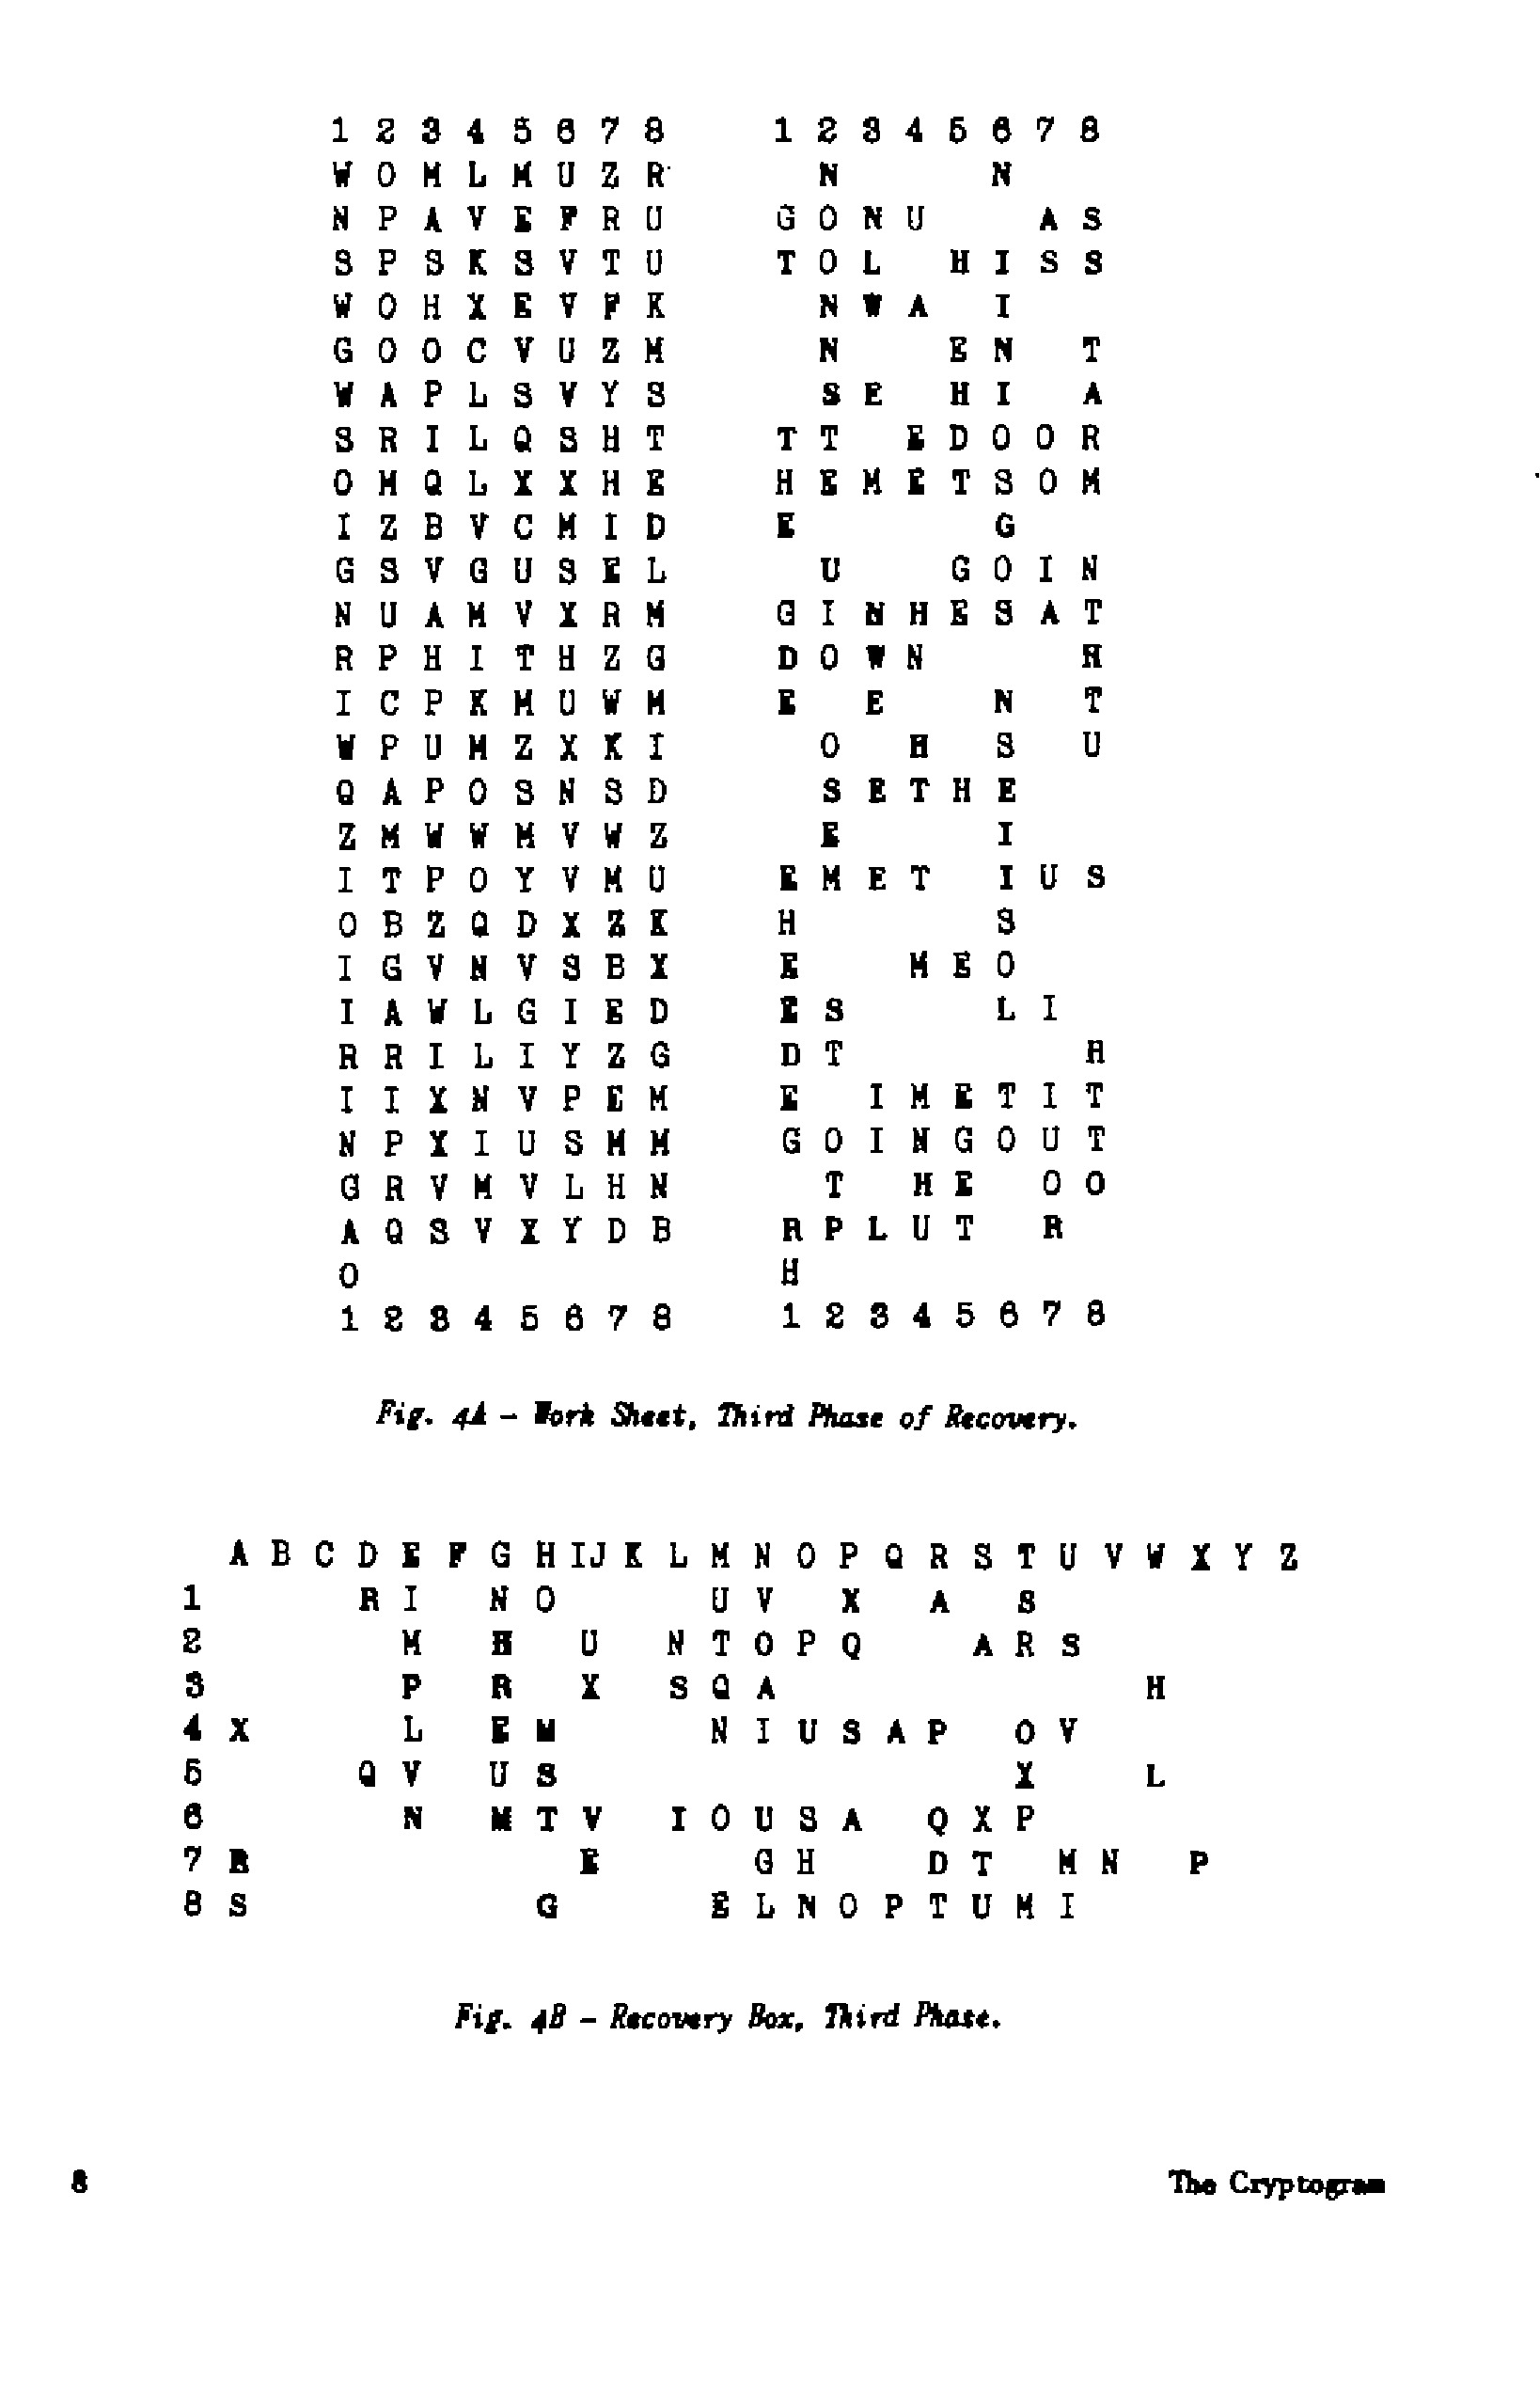 1 2 3 4 5 6 7 8 1 2 3 4 5 6 7 8
W O M L M U Z R N N
N P A V E F R U G O N U A S
S P S K S V T U T O L H I S S
W O H X E V F K N W A I
G O O C V U Z M N E N T
W A P L S V Y S S E H I A
S R I L Q S H T T T E D O O R
O M Q L X X H E H E M E T S O M
I Z B V C M I D E G
G S V G U S E L U G O I N
N U A M V X R M G I N H E S A T
R P H I T H Z G D O W N H
I C P K M U W M E E N T
W P U M Z X K I O H S U
Q A P O S N S D S E T H E
Z M W W M V W Z E I
I T P O Y V M U E M E T I U S
O B Z Q D X Z K H S
I G V N V S B X E M E O
I A W L G I E D E S L I
R R I L I Y Z G D T H
I I X N V P E M E I M E T I T
N P X I U S M M G O I N G O U T
G R V M V L H N T H E O O
A Q S V X Y D B R P L U T R
O H
1 2 3 4 5 6 7 8 1 2 3 4 5 6 7 8
Fig. 4A - Work Sheet, Third Phase of Recovery.
A B C D E F G H IJ K L M N O P Q R S T U V W X Y Z
1 R I N O U V X A S
2 M H U N T O P Q A R S
3 P R X S Q A H
4 X L E M N I U S A P O V
5 Q V U S X L
6 N M T V I O U S A Q X P
7 R E G H D T M N P
8 S G E L N O P T U M I
Fig. 4B - Recovery Box, Third Phase.
8 The Cryptogram